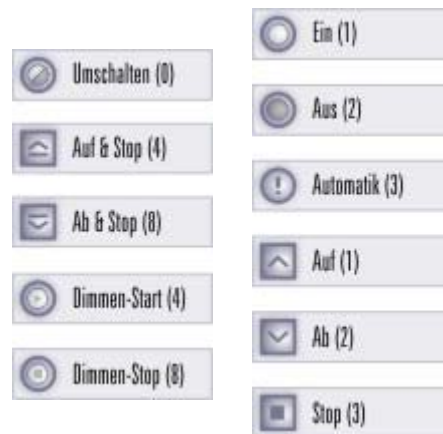 Umschalten (0)
Auf & Stop (4)
Ab & Stop (8)
Dimmen-Start (4)
Dimmen-Stop (8)
Ein (1)
Aus (2)
Automatik (3)
Auf (1)
Ab (2)
Stop (3)